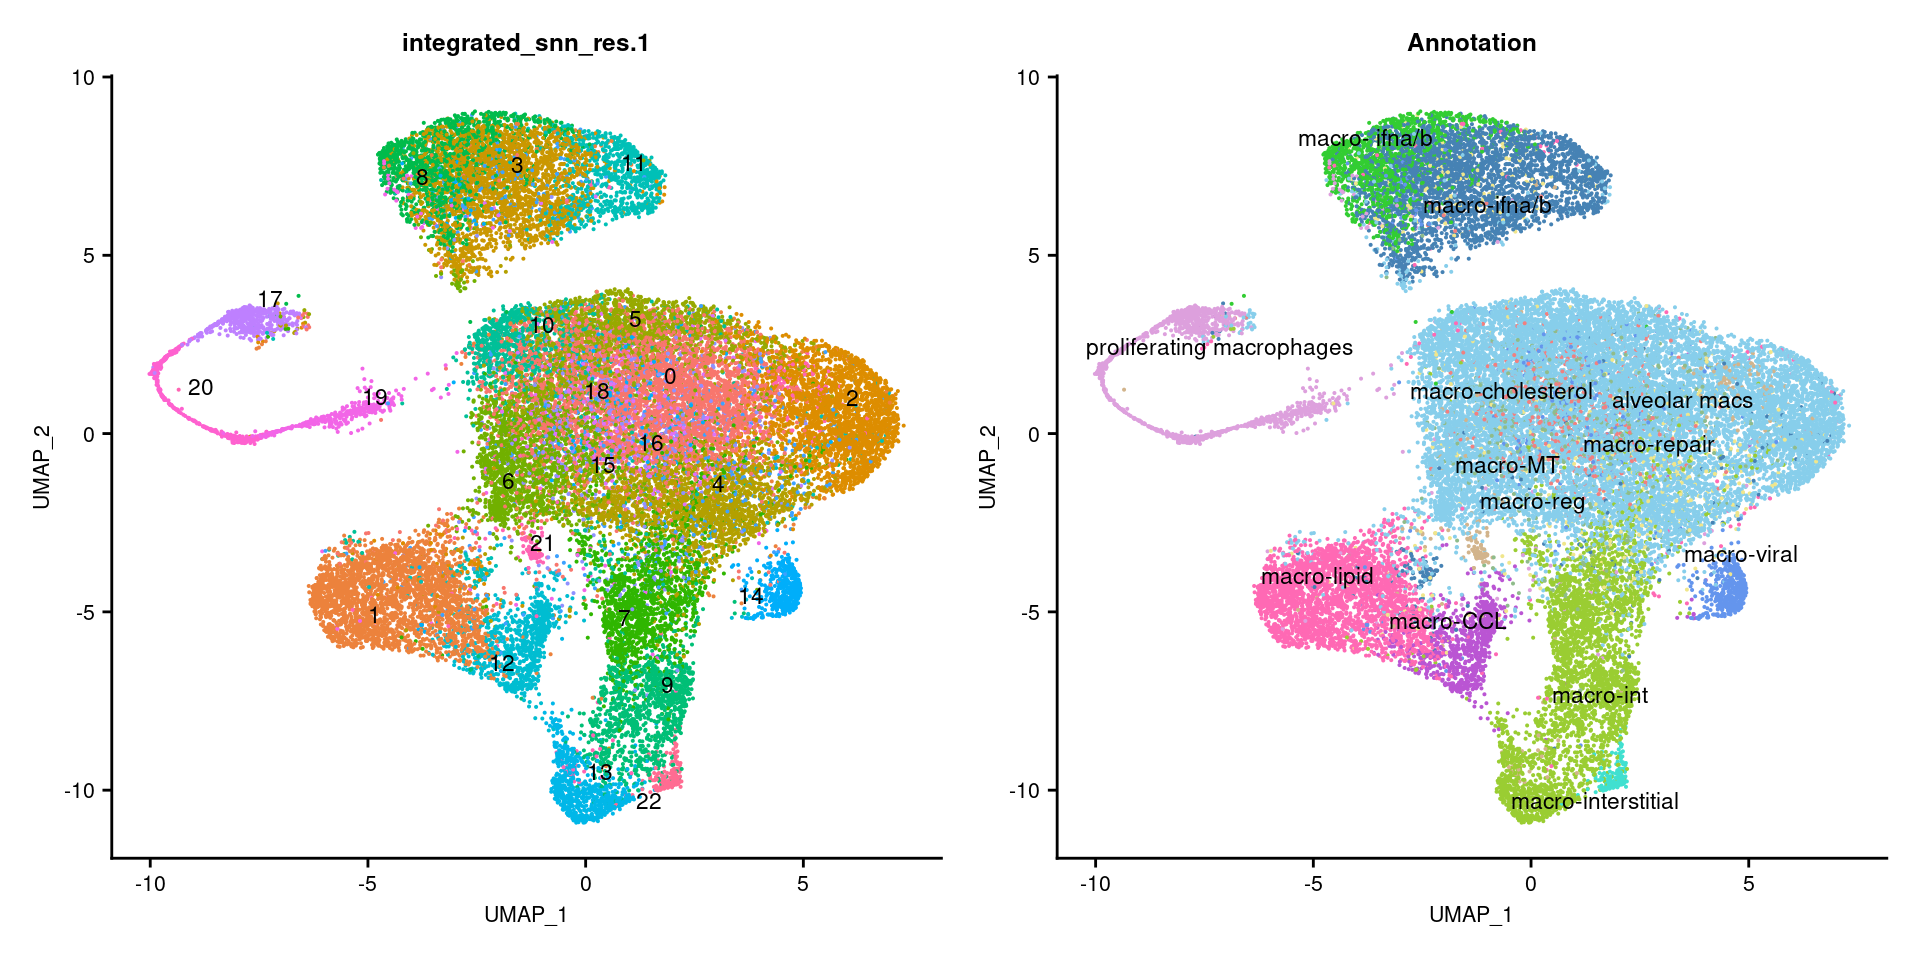 integrated_snn_res.1
10
5
0
-5
-10
UMAP_2
-10
-5
0
5
UMAP_1
8
3
11
17
10
5
20
19
18
0
2
16
15
6
4
21
1
12
7
14
9
13
22
Annotation
10
5
0
-5
-10
UMAP_2
-10
-5
0
5
UMAP_1
macro- ifna/b
macro-ifna/b
proliferating macrophages
macro-cholesterol
alveolar macs
macro-repair
macro-MT
macro-reg
macro-viral
macro-lipid
macro-CCL
macro-int
macro-interstitial